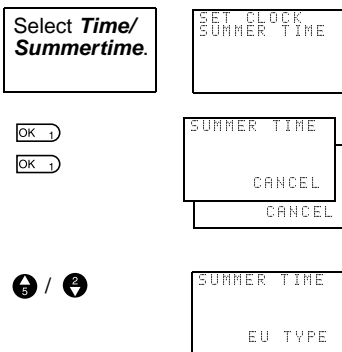 Select Time/
Summertime.
SET CLOCK
SUMMER TIME
OK 1
OK 1
SUMMER TIME
CANCEL
CANCEL
5 / 2
SUMMER TIME
EU TYPE